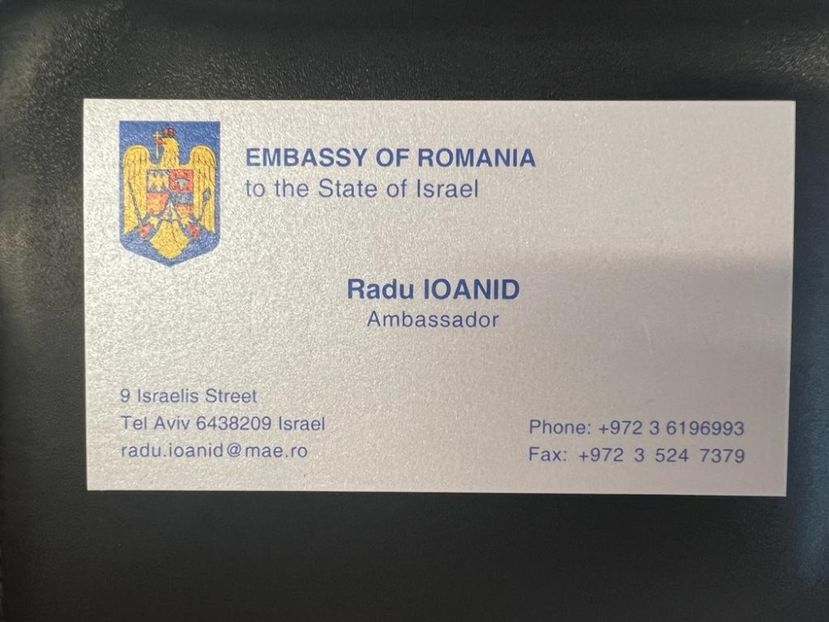 EMBASSY OF ROMANIA
to the State of Israel
Radu IOANID
Ambassador
9 Israelis Street
Tel Aviv 6438209 Israel
radu.ioanid@mae.ro
Phone: +972 3 6196993
Fax: +972 3 524 7379